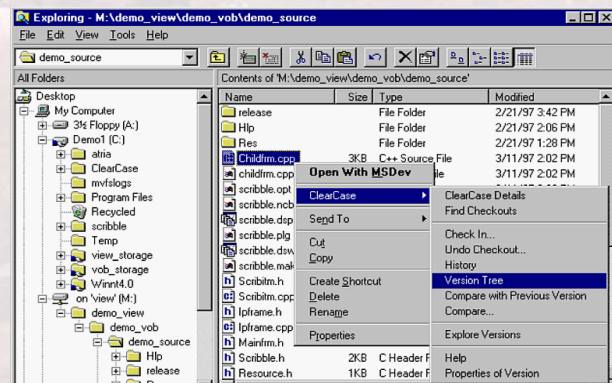 Exploring - M:\demo_view\demo_vob\demo_source
File Edit View Tools Help
demo_source
All Folders
Contents of 'M:\demo_view\demo_vob\demo_source'
Name Size Type Modified
Desktop
My Computer
3½ Floppy (A:)
Demo1 (C:)
atria
ClearCase
mvfslogs
Program Files
Recycled
scribble
Temp
view_storage
vob_storage
Winnt4.0
on 'view' (M:)
demo_view
demo_vob
demo_source
Hlp
release
release File Folder 2/21/97 3:42 PM
Hlp File Folder 2/21/97 2:06 PM
Res File Folder 2/21/97 1:28 PM
Childfrm.cpp 3KB C++ Source File 3/11/97 2:02 PM
childfrm.cpp 3/11/97 2:02 PM
scribble.opt
scribble.ncb
scribble.dsp
scribble.plg
scribble.dsw
scribble.mak
Scribitm.h
Scribitm.cpp
Ipframe.h
Ipframe.cpp
Mainfrm.h
Scribble.h 2KB C Header F
Resource.h 1KB C Header F
Open With MSDev
ClearCase
Send To
Cut
Copy
Create Shortcut
Delete
Rename
Properties
ClearCase Details
Find Checkouts
Check In...
Undo Checkout...
History
Version Tree
Compare with Previous Version
Compare...
Explore Versions
Help
Properties of Version